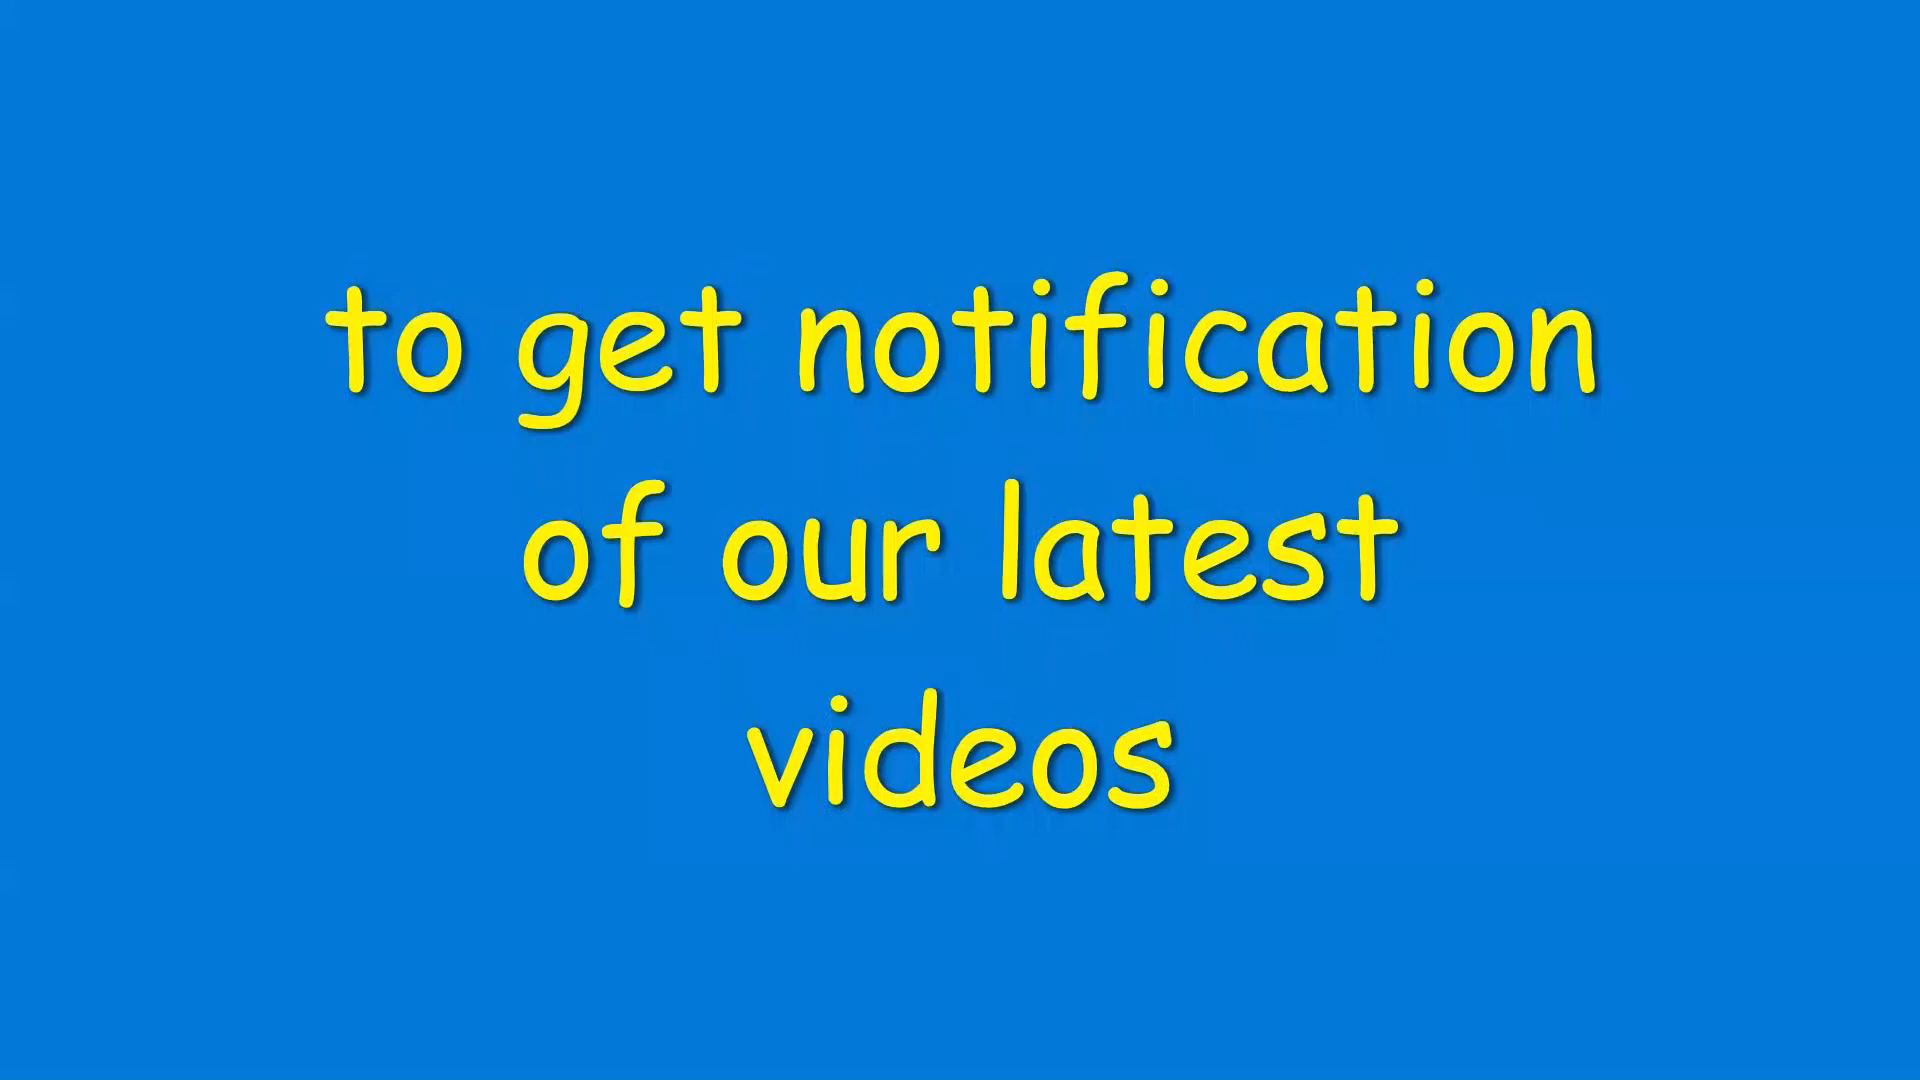 to get notification
of our latest
videos